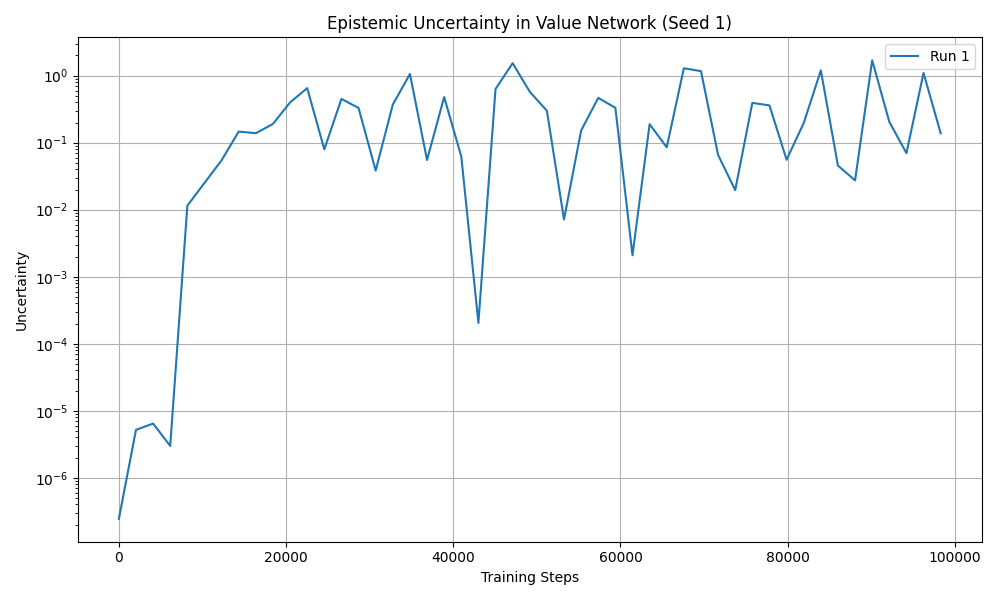 Epistemic Uncertainty in Value Network (Seed 1)
Run 1
Uncertainty
10⁰
10⁻¹
10⁻²
10⁻³
10⁻⁴
10⁻⁵
10⁻⁶
0 20000 40000 60000 80000 100000
Training Steps